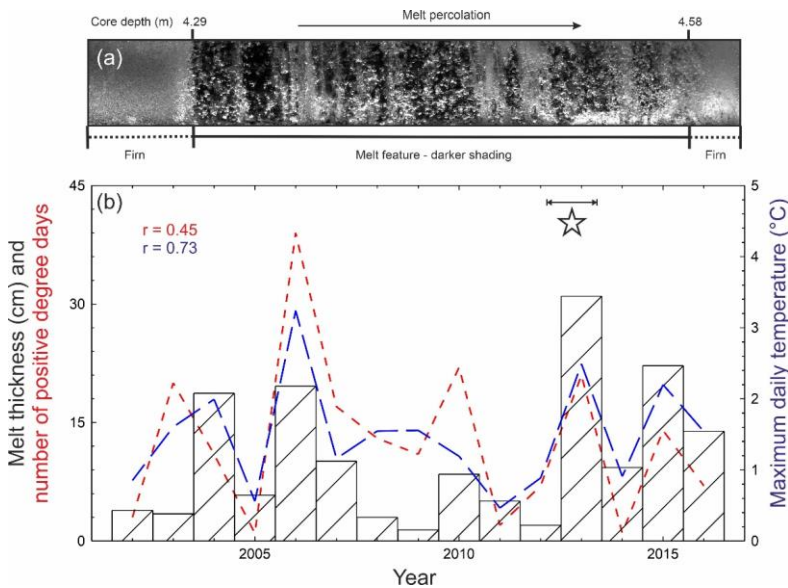 Core depth (m) 4.29 Melt percolation 4.58
(a)
Firn Melt feature - darker shading Firn
45 (b) 5
r = 0.45
r = 0.73
4
30
3
2
15
1
0 0
2005 2010 2015
Year
Melt thickness (cm) and
number of positive degree days
Maximum daily temperature (°C)